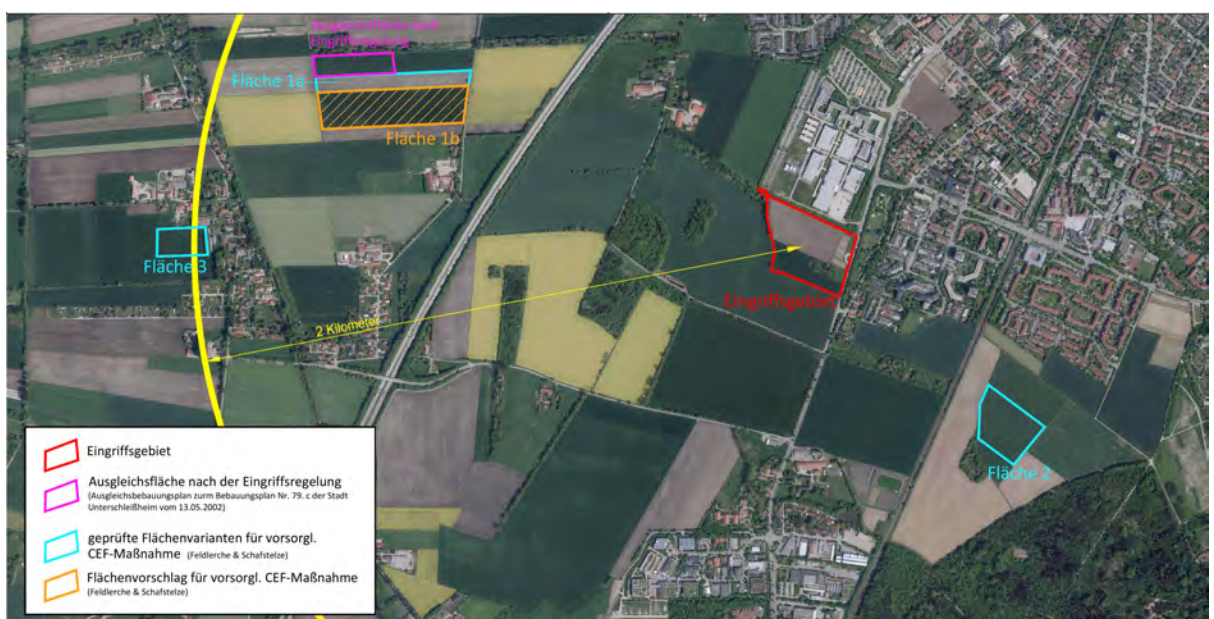 Ausgleichsfläche nach
Eingriffsregelung
Fläche 1a
Fläche 1b
Fläche 3
2 Kilometer
Eingriffsgebiet
Fläche 2
Eingriffsgebiet
Ausgleichsfläche nach der Eingriffsregelung
(Ausgleichsbebauungsplan zurm Bebauungsplan Nr. 79. c der Stadt
Unterschleißheim vom 13.05.2002)
geprüfte Flächenvarianten für vorsorgl.
CEF-Maßnahme (Feldlerche & Schafstelze)
Flächenvorschlag für vorsorgl. CEF-Maßnahme
(Feldlerche & Schafstelze)